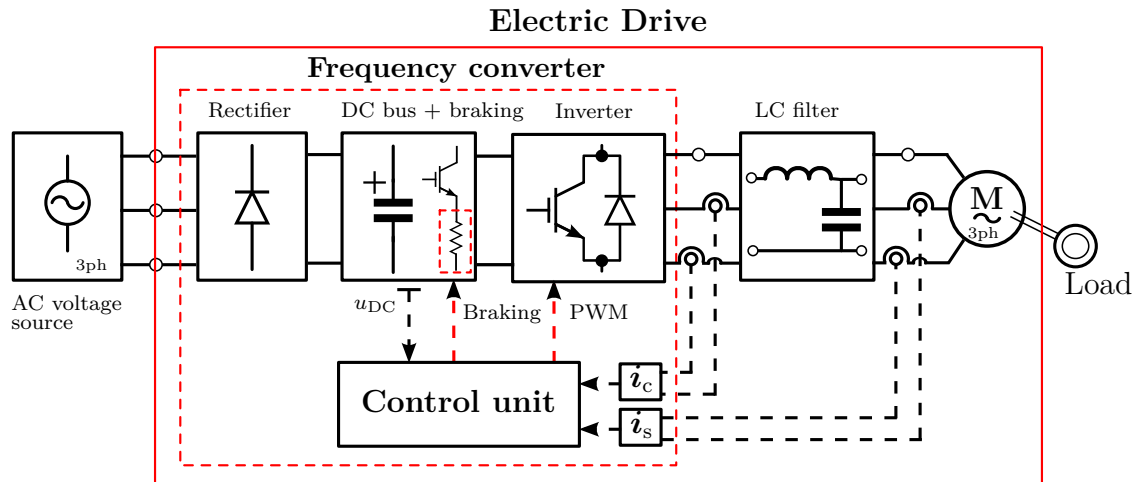 Electric Drive
Frequency converter
Rectifier
DC bus + braking
Inverter
LC filter
+
3ph
M
3ph
AC voltage
source
Load
u_DC
Braking
PWM
Control unit
i_c
i_s